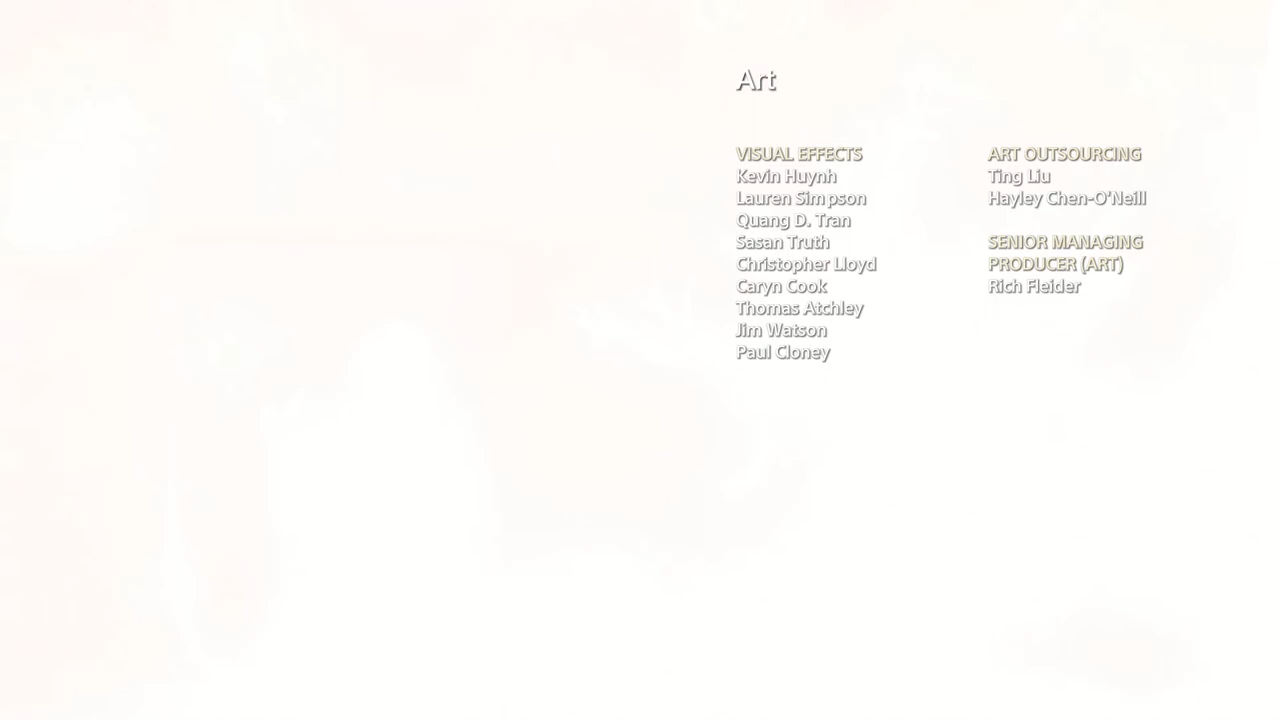 Art
VISUAL EFFECTS
Kevin Huynh
Lauren Simpson
Quang D. Tran
Sasan Truth
Christopher Lloyd
Caryn Cook
Thomas Atchley
Jim Watson
Paul Cloney
ART OUTSOURCING
Ting Liu
Hayley Chen-O'Neill
SENIOR MANAGING
PRODUCER (ART)
Rich Fleider